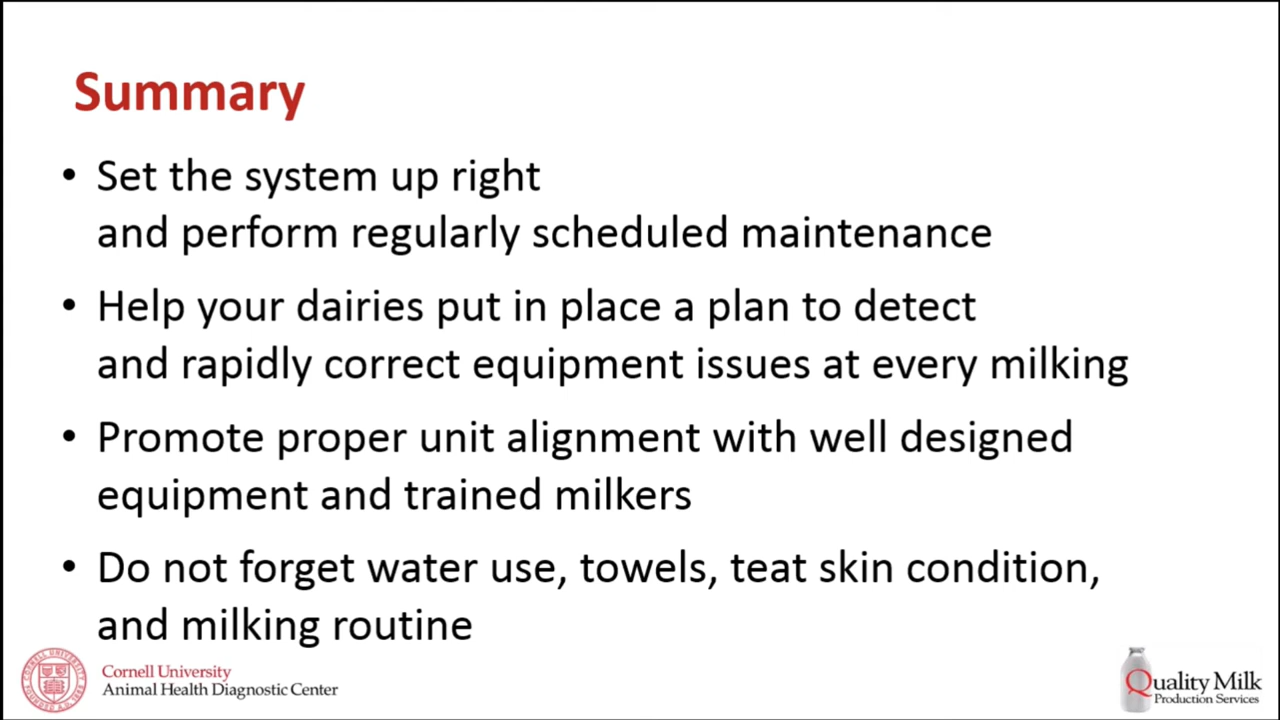 Summary
• Set the system up right
and perform regularly scheduled maintenance
• Help your dairies put in place a plan to detect
and rapidly correct equipment issues at every milking
• Promote proper unit alignment with well designed
equipment and trained milkers
• Do not forget water use, towels, teat skin condition,
and milking routine
Cornell University
Animal Health Diagnostic Center
Quality Milk
Production Services